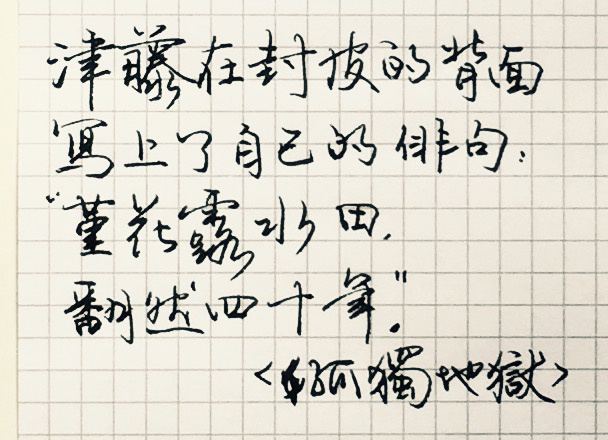 津藤在封皮的背面
寫上了自己的俳句：
“堇花露水田，
翻然四十年”。
<孤獨地獄>